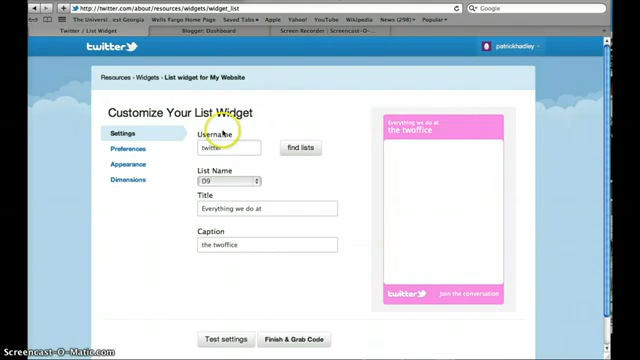 http://twitter.com/about/resources/widgets/widget_list
Google
The Universi...st Georgia
Wells Fargo Home Page
Saved Tabs
Apple
Yahoo!
YouTube
Wikipedia
News (298)
Popular
Twitter / List Widget
Blogger: Dashboard
Screen Recorder | Screencast-O-...
twitter
patrickhadley
Resources › Widgets › List widget for My Website
Customize Your List Widget
Settings
Preferences
Appearance
Dimensions
Username
twitter
find lists
List Name
D9
Title
Everything we do at
Caption
the twoffice
Test settings
Finish & Grab Code
Everything we do at
the twoffice
twitter
Join the conversation
Screencast-O-Matic.com